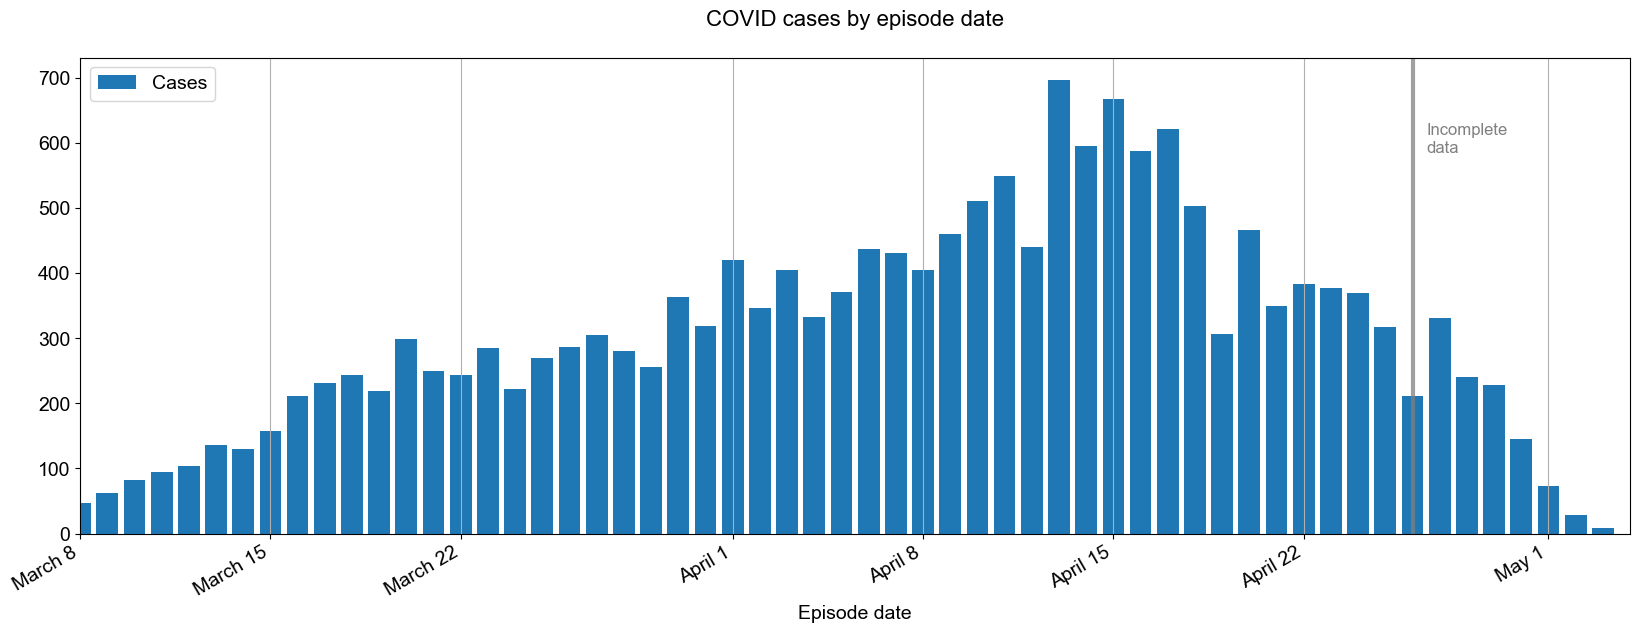 COVID cases by episode date
Cases
700
600
500
400
300
200
100
0
Incomplete
data
March 8
March 15
March 22
April 1
April 8
April 15
April 22
May 1
Episode date